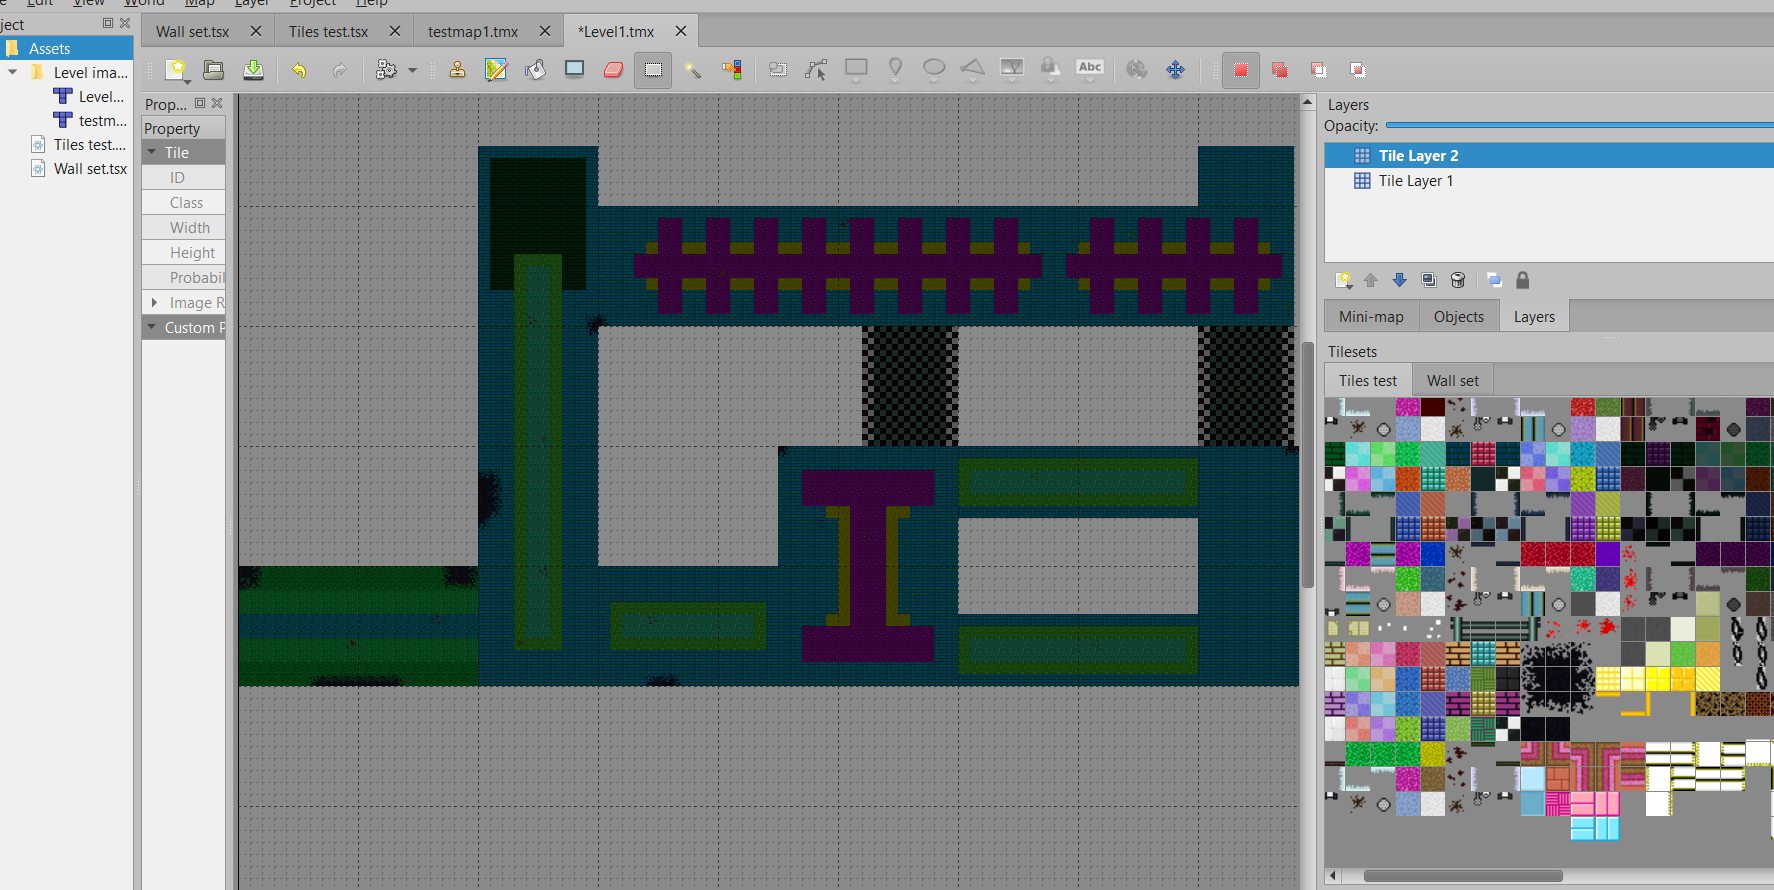 Edit View World Map Layer Project Help
ject
Assets
Level ima...
Level...
testm...
Tiles test....
Wall set.tsx
Wall set.tsx
Tiles test.tsx
testmap1.tmx
*Level1.tmx
Abc
Prop...
Property
Tile
ID
Class
Width
Height
Probabil
Image R
Custom P
Layers
Opacity:
Tile Layer 2
Tile Layer 1
Mini-map
Objects
Layers
Tilesets
Tiles test
Wall set